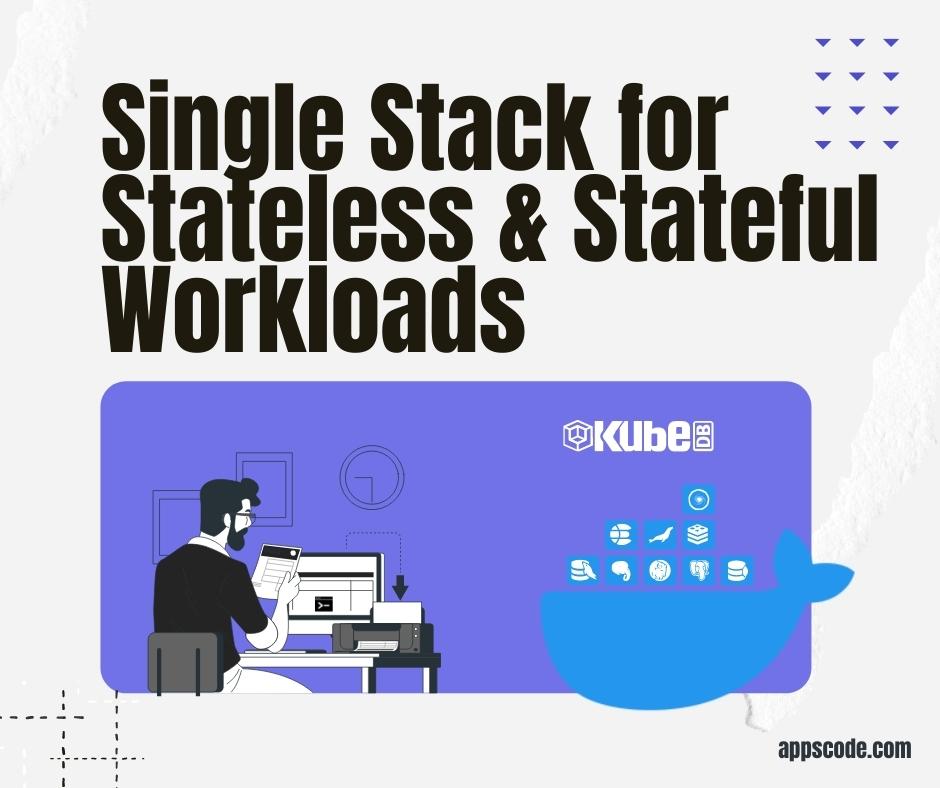 Single Stack for
Stateless & Stateful
Workloads
KubeDB
appscode.com